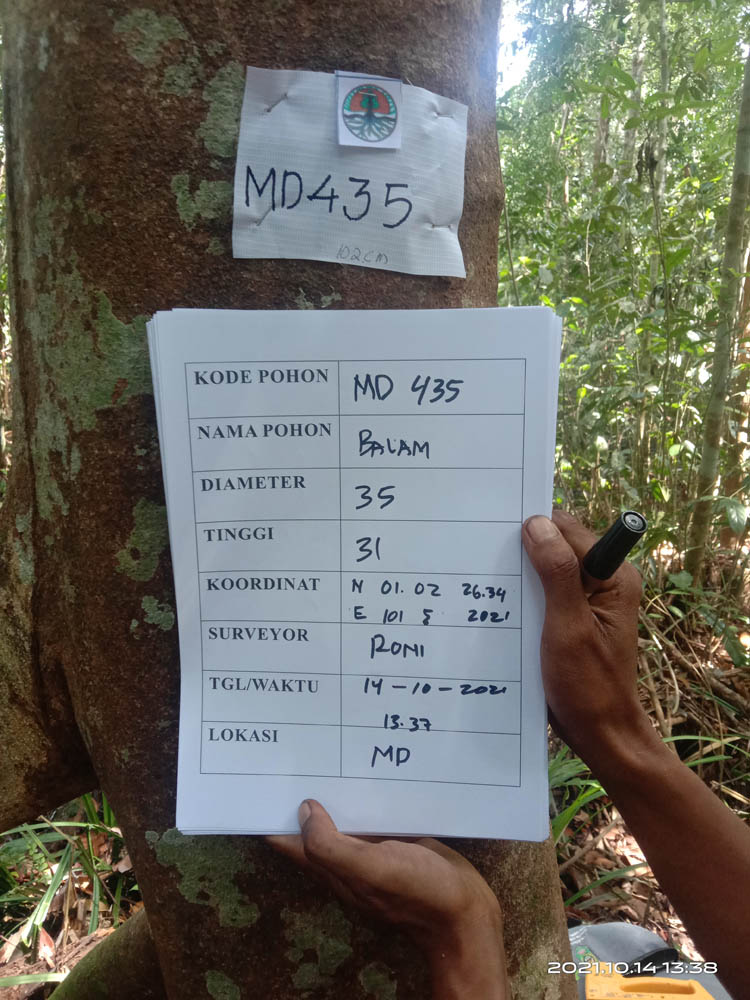 MD435
102cm
KODE POHON MD 435
NAMA POHON BALAM
DIAMETER 35
TINGGI 31
KOORDINAT N 01. 02 26.34
E 101 5 2021
SURVEYOR RONI
TGL/WAKTU 14-10-2021
13.37
LOKASI MD
2021.10.14 13:38